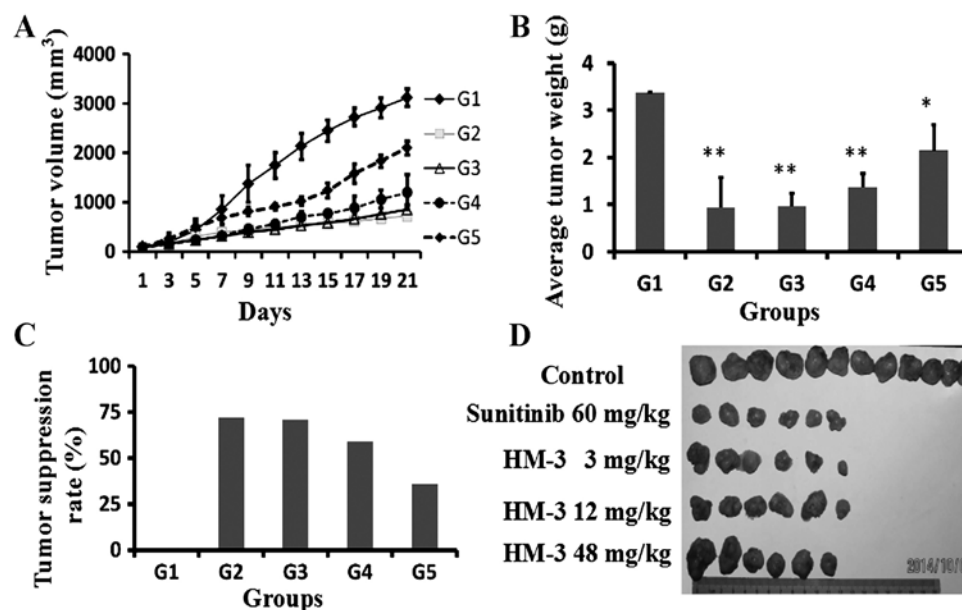 A
Tumor volume (mm³)
4000
3000
2000
1000
0
1 3 5 7 9 11 13 15 17 19 21
Days
G1
G2
G3
G4
G5
B
Average tumor weight (g)
4
3
2
1
0
** ** ** *
G1 G2 G3 G4 G5
Groups
C
Tumor suppression
rate (%)
100
75
50
25
0
G1 G2 G3 G4 G5
Groups
D
Control
Sunitinib 60 mg/kg
HM-3 3 mg/kg
HM-3 12 mg/kg
HM-3 48 mg/kg